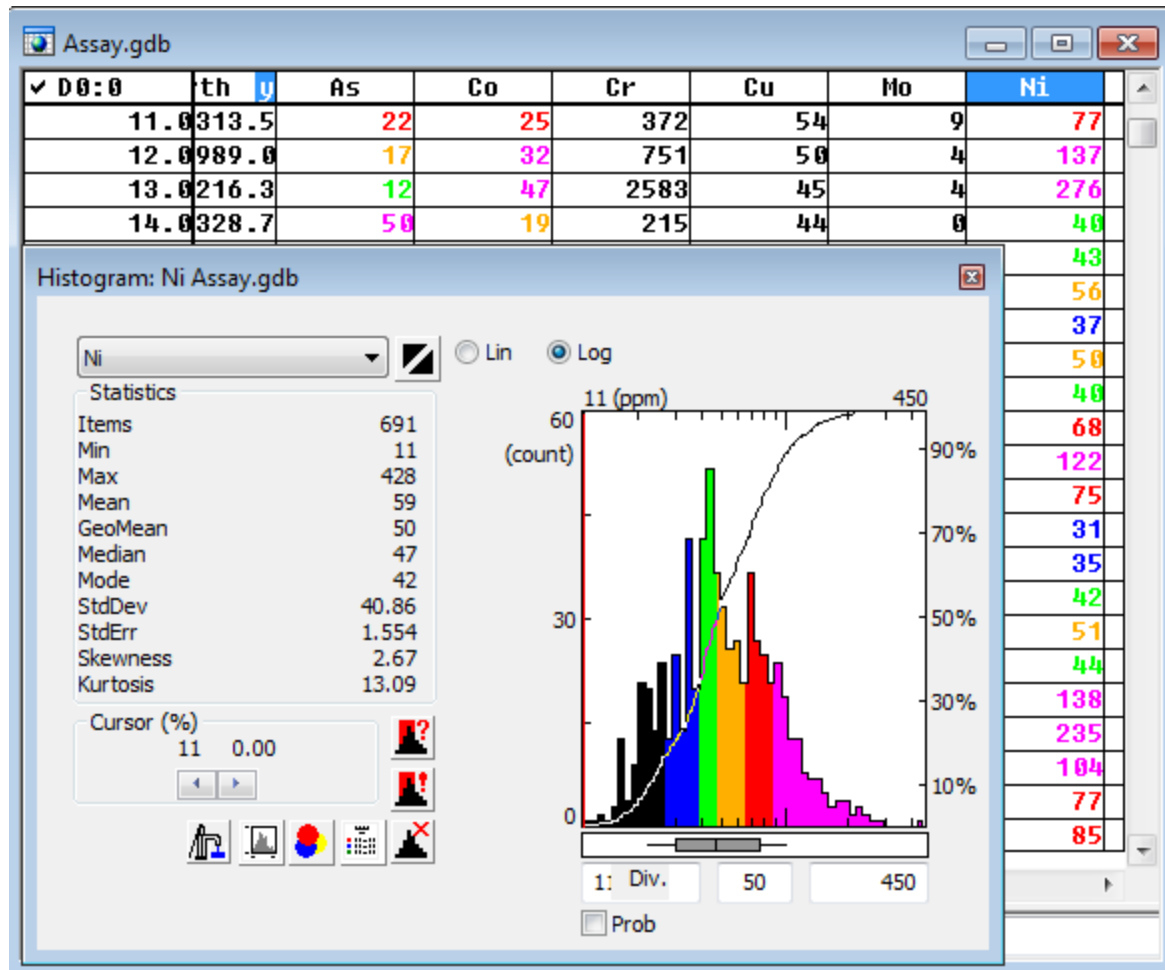 Assay.gdb
✓ D0:0 th y As Co Cr Cu Mo Ni
11.0 313.5 22 25 372 54 9 77
12.0 989.0 17 32 751 50 4 137
13.0 216.3 12 47 2583 45 4 276
14.0 328.7 50 19 215 44 0 40
43
56
37
50
40
68
122
75
31
35
42
51
44
138
235
104
77
85
Histogram: Ni Assay.gdb
Ni Lin Log
Statistics
Items 691
Min 11
Max 428
Mean 59
GeoMean 50
Median 47
Mode 42
StdDev 40.86
StdErr 1.554
Skewness 2.67
Kurtosis 13.09
Cursor (%)
11 0.00
11 (ppm) 450
60
(count)
30
0
90%
70%
50%
30%
10%
11 Div. 50 450
Prob